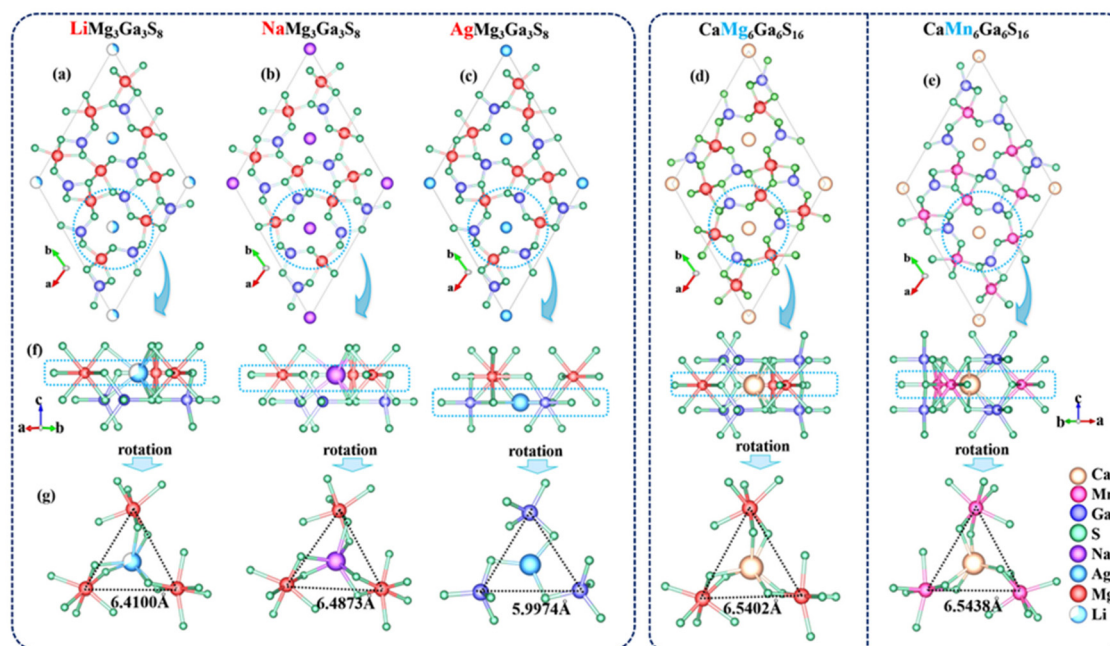 LiMg₃Ga₃S₈ NaMg₃Ga₃S₈ AgMg₃Ga₃S₈ CaMg₆Ga₆S₁₆ CaMn₆Ga₆S₁₆
(a) (b) (c) (d) (e)
b b b b b
a a a a a
(f)
c c
a b b a
rotation rotation rotation rotation rotation
(g)
6.4100Å 6.4873Å 5.9974Å 6.5402Å 6.5438Å
Ca
Mn
Ga
S
Na
Ag
Mg
Li